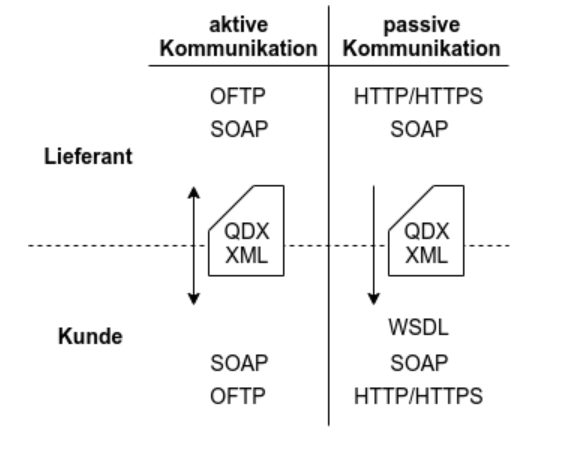 aktive
Kommunikation
passive
Kommunikation
OFTP
HTTP/HTTPS
SOAP
SOAP
Lieferant
QDX
XML
QDX
XML
Kunde
WSDL
SOAP
SOAP
OFTP
HTTP/HTTPS